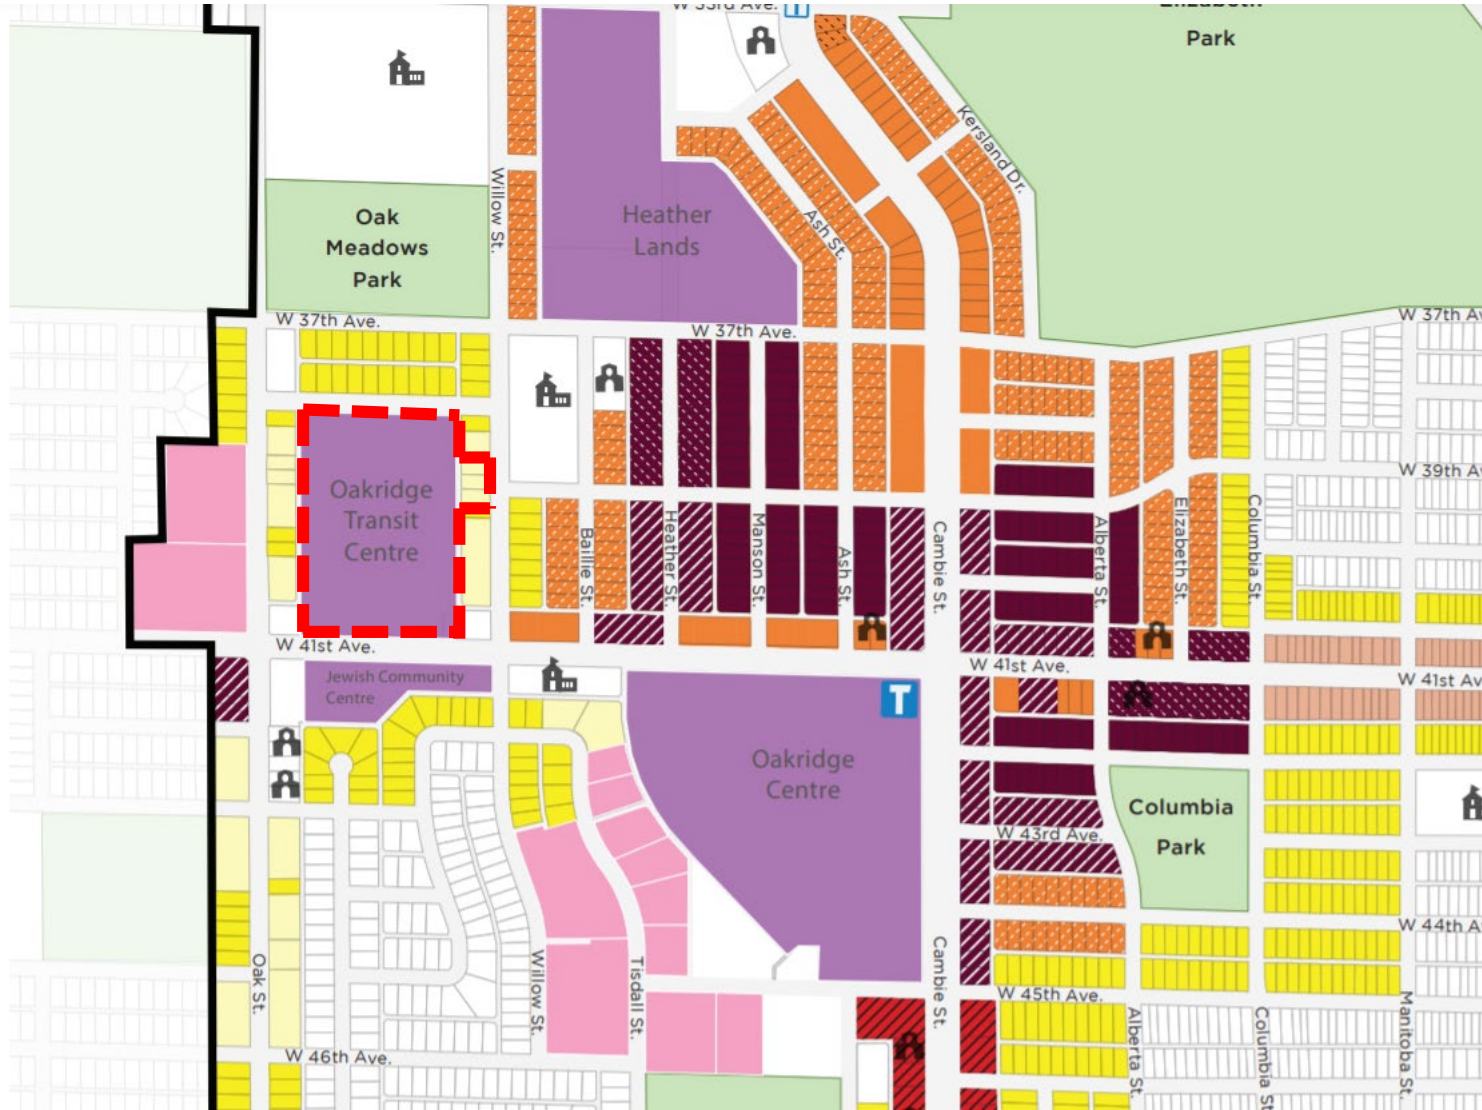 W 33rd Ave.
T
Elizabeth
Park
Kersland Dr.
Willow St.
Oak
Meadows
Park
Heather
Lands
Ash St.
W 37th Ave.
W 37th Ave.
W 37th Av
Oakridge
Transit
Centre
W 39th A
Baillie St.
Heather St.
Manson St.
Ash St.
Cambie St.
Alberta St.
Elizabeth St.
Columbia St.
W 41st Ave.
W 41st Ave.
W 41st Av
Jewish Community
Centre
T
Oakridge
Centre
Columbia
Park
W 43rd Ave.
W 44th A
Oak St.
Willow St.
Tisdall St.
Cambie St.
W 45th Ave.
Alberta St.
Columbia St
Manitoba St.
W 46th Ave.